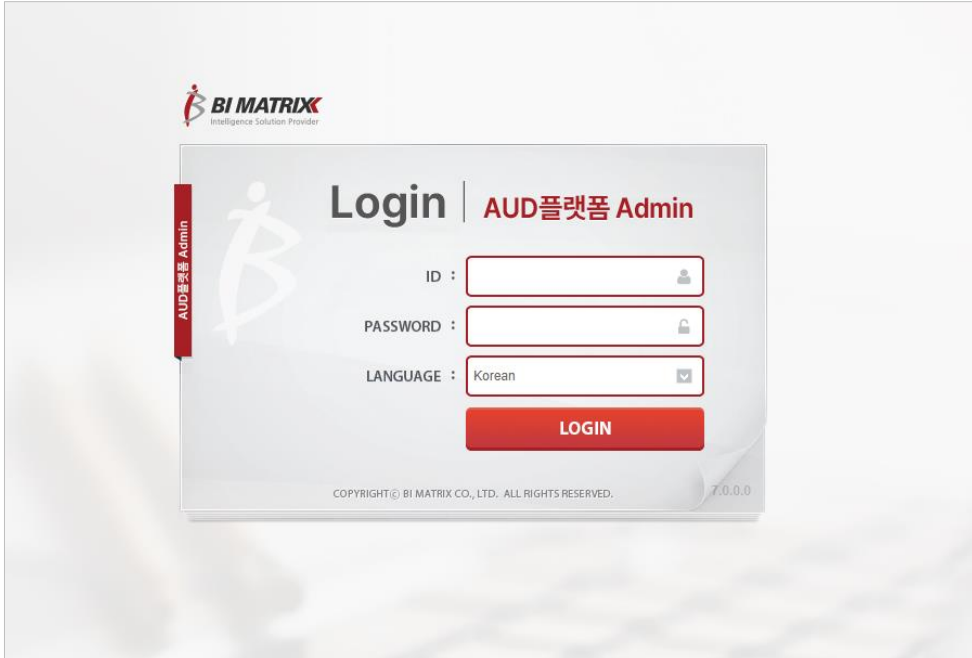 BI MATRIX
Intelligence Solution Provider
Login | AUD플랫폼 Admin
AUD플랫폼 Admin
ID :
PASSWORD :
LANGUAGE : Korean
LOGIN
COPYRIGHTⓒ BI MATRIX CO., LTD. ALL RIGHTS RESERVED.
7.0.0.0